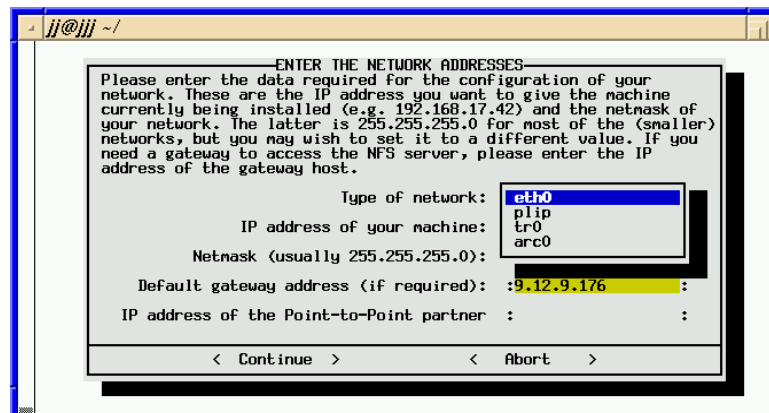 jj@jjj ~/
ENTER THE NETWORK ADDRESSES
Please enter the data required for the configuration of your
network. These are the IP address you want to give the machine
currently being installed (e.g. 192.168.17.42) and the netmask of
your network. The latter is 255.255.255.0 for most of the (smaller)
networks, but you may wish to set it to a different value. If you
need a gateway to access the NFS server, please enter the IP
address of the gateway host.
Type of network: eth0
plip
IP address of your machine: tr0
arc0
Netmask (usually 255.255.255.0):
Default gateway address (if required): :9.12.9.176 :
IP address of the Point-to-Point partner : :
< Continue > < Abort >